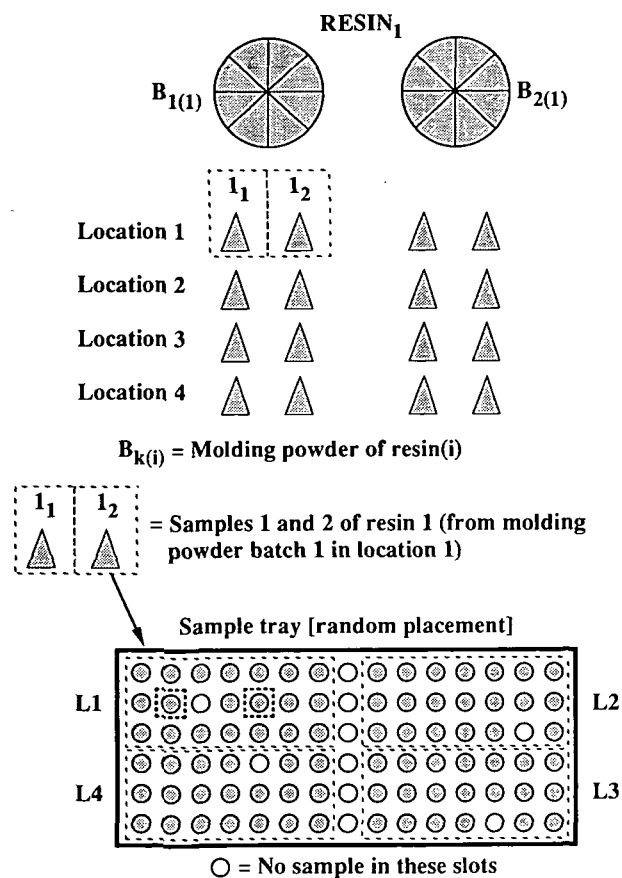 RESIN₁
B₁₍₁₎ B₂₍₁₎
1₁ 1₂
Location 1
Location 2
Location 3
Location 4
Bₖ₍ᵢ₎ = Molding powder of resin(i)
1₁ 1₂
= Samples 1 and 2 of resin 1 (from molding
powder batch 1 in location 1)
Sample tray [random placement]
L1 L2
L4 L3
= No sample in these slots